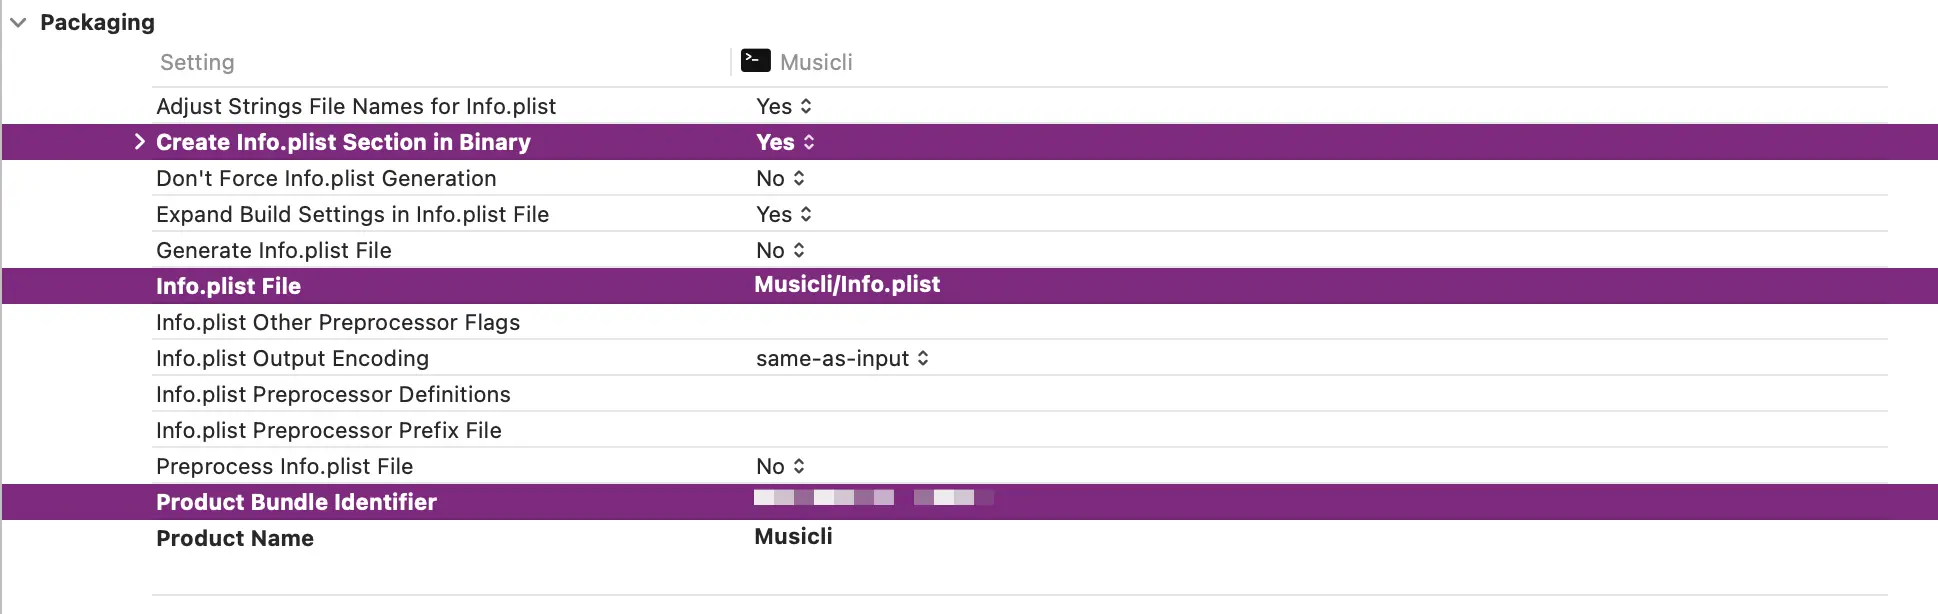 Packaging
Setting Musicli
Adjust Strings File Names for Info.plist Yes
Create Info.plist Section in Binary Yes
Don't Force Info.plist Generation No
Expand Build Settings in Info.plist File Yes
Generate Info.plist File No
Info.plist File Musicli/Info.plist
Info.plist Other Preprocessor Flags
Info.plist Output Encoding same-as-input
Info.plist Preprocessor Definitions
Info.plist Preprocessor Prefix File
Preprocess Info.plist File No
Product Bundle Identifier
Product Name Musicli